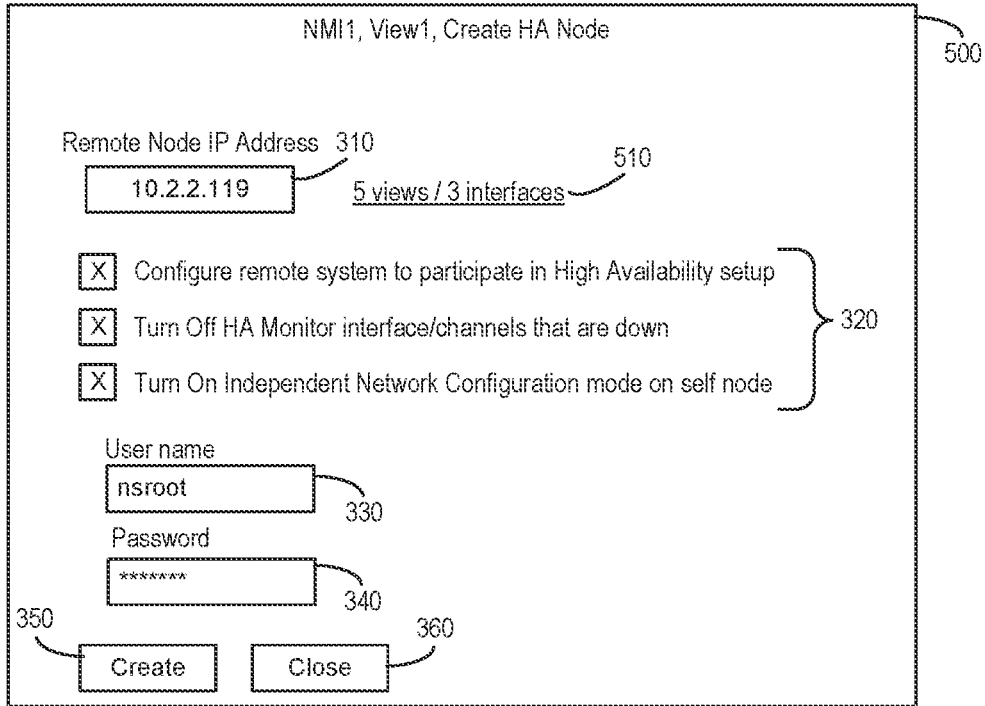 NMI1, View1, Create HA Node
500
Remote Node IP Address 310
10.2.2.119
5 views / 3 interfaces
510
X Configure remote system to participate in High Availability setup
X Turn Off HA Monitor interface/channels that are down
320
X Turn On Independent Network Configuration mode on self node
User name
nsroot
330
Password
*******
340
350
360
Create Close